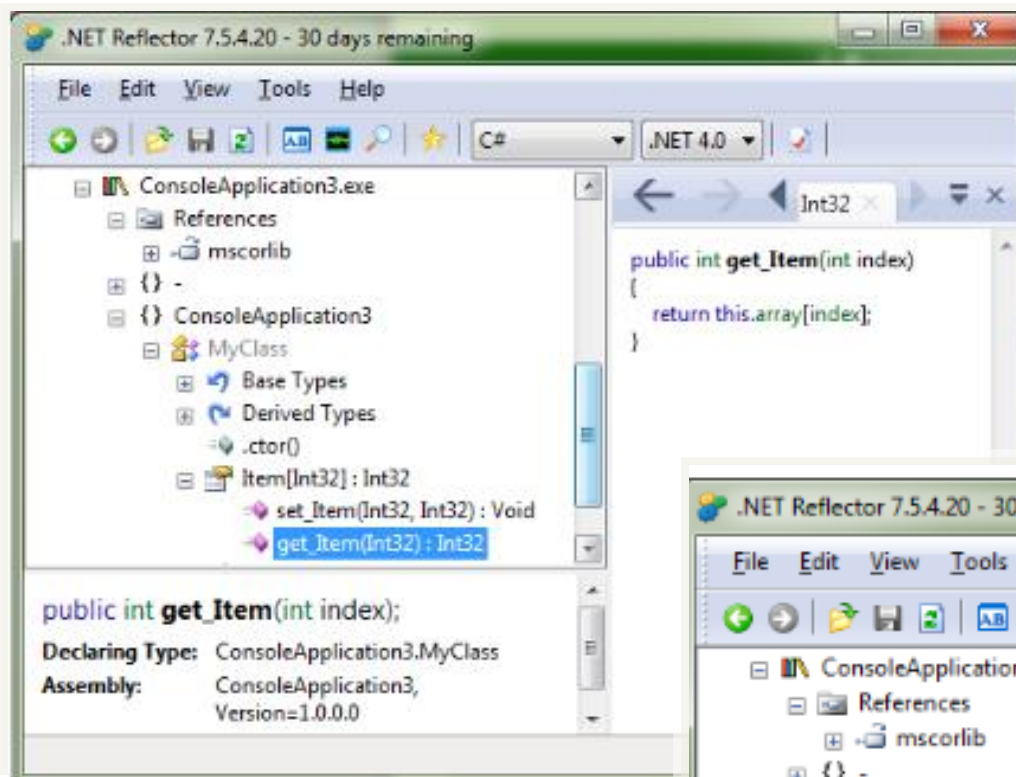 .NET Reflector 7.5.4.20 - 30 days remaining
File Edit View Tools Help
C# .NET 4.0
ConsoleApplication3.exe
References
mscorlib
{} -
{} ConsoleApplication3
MyClass
Base Types
Derived Types
.ctor()
Item[Int32] : Int32
set_Item(Int32, Int32) : Void
get_Item(Int32) : Int32
Int32
public int get_Item(int index)
{
return this.array[index];
}
public int get_Item(int index);
Declaring Type: ConsoleApplication3.MyClass
Assembly: ConsoleApplication3,
Version=1.0.0.0
.NET Reflector 7.5.4.20 - 30
File Edit View Tools
AB
ConsoleApplication
References
mscorlib
{} -